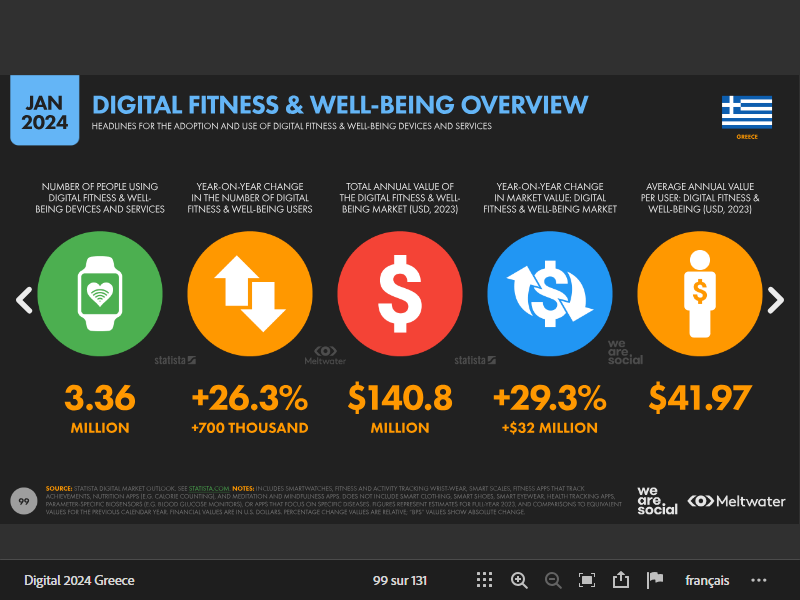 JAN
2024
DIGITAL FITNESS & WELL-BEING OVERVIEW
HEADLINES FOR THE ADOPTION AND USE OF DIGITAL FITNESS & WELL-BEING DEVICES AND SERVICES
GREECE
NUMBER OF PEOPLE USING
DIGITAL FITNESS & WELL-
BEING DEVICES AND SERVICES
YEAR-ON-YEAR CHANGE
IN THE NUMBER OF DIGITAL
FITNESS & WELL-BEING USERS
TOTAL ANNUAL VALUE OF
THE DIGITAL FITNESS & WELL-
BEING MARKET (USD, 2023)
YEAR-ON-YEAR CHANGE
IN MARKET VALUE: DIGITAL
FITNESS & WELL-BEING MARKET
AVERAGE ANNUAL VALUE
PER USER: DIGITAL FITNESS &
WELL-BEING (USD, 2023)
$
$
$
statista
Meltwater
statista
we
are.
social
3.36
MILLION
+26.3%
+700 THOUSAND
$140.8
MILLION
+29.3%
+$32 MILLION
$41.97
99
SOURCE: STATISTA DIGITAL MARKET OUTLOOK. SEE STATISTA.COM. NOTES: INCLUDES SMARTWATCHES, FITNESS AND ACTIVITY TRACKING WRIST-WEAR, SMART SCALES, FITNESS APPS THAT TRACK
ACHIEVEMENTS, NUTRITION APPS (E.G. CALORIE COUNTING), AND MEDITATION AND MINDFULNESS APPS. DOES NOT INCLUDE SMART CLOTHING, SMART SHOES, SMART EYEWEAR, HEALTH TRACKING APPS,
PARAMETER-SPECIFIC BIOSENSORS (E.G. BLOOD GLUCOSE MONITORS), OR APPS THAT FOCUS ON SPECIFIC DISEASES. FIGURES REPRESENT ESTIMATES FOR FULL-YEAR 2023, AND COMPARISONS TO EQUIVALENT
VALUES FOR THE PREVIOUS CALENDAR YEAR. FINANCIAL VALUES ARE IN U.S. DOLLARS. PERCENTAGE CHANGE VALUES ARE RELATIVE. "BPS" VALUES SHOW ABSOLUTE CHANGE.
we
are.
social
Meltwater
Digital 2024 Greece
99 sur 131
français